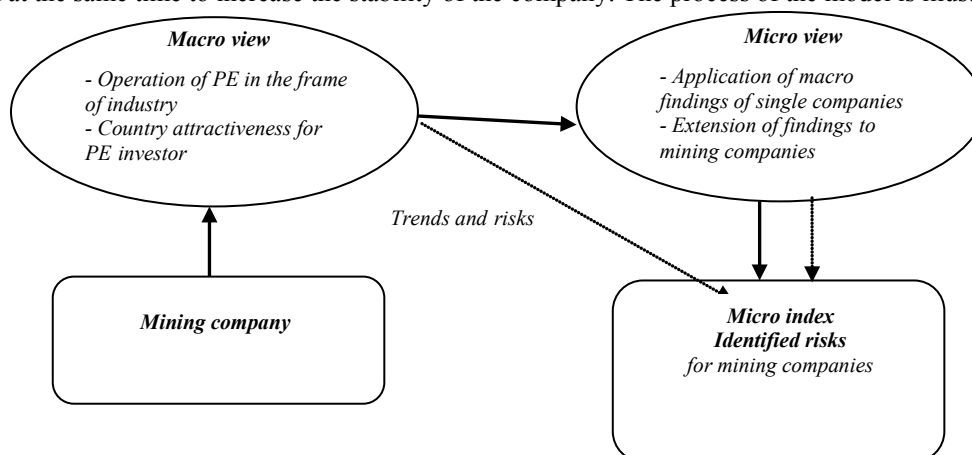 at the same time to increase the stability of the company. The process of the model is
Macro view
- Operation of PE in the frame
of industry
- Country attractiveness for
PE investor
Micro view
- Application of macro
findings of single companies
- Extension of findings to
mining companies
Trends and risks
Mining company
Micro index
Identified risks
for mining companies